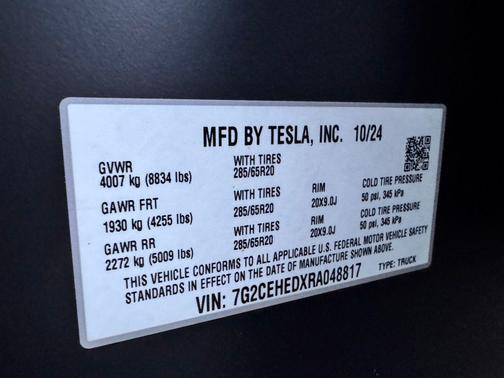 MFD BY TESLA, INC. 10/24
GVWR WITH TIRES
4007 kg (8834 lbs) 285/65R20
GAWR FRT WITH TIRES RIM COLD TIRE PRESSURE
1930 kg (4255 lbs) 285/65R20 20X9.0J 50 psi, 345 kPa
GAWR RR WITH TIRES RIM COLD TIRE PRESSURE
2272 kg (5009 lbs) 285/65R20 20X9.0J 50 psi, 345 kPa
THIS VEHICLE CONFORMS TO ALL APPLICABLE U.S. FEDERAL MOTOR VEHICLE SAFETY
STANDARDS IN EFFECT ON THE DATE OF MANUFACTURE SHOWN ABOVE.
VIN: 7G2CEHEDXRA048817 TYPE: TRUCK